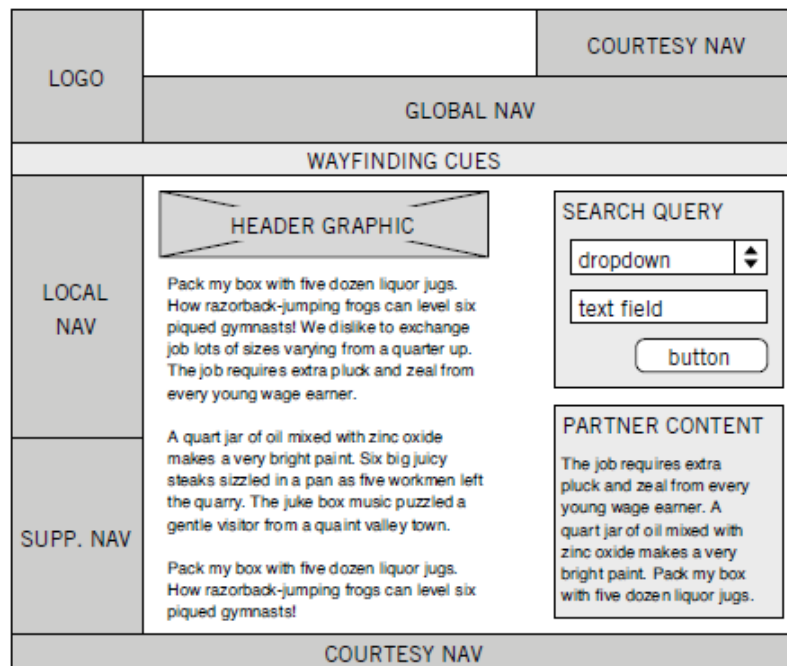 LOGO
COURTESY NAV
GLOBAL NAV
WAYFINDING CUES
LOCAL
NAV
SUPP. NAV
HEADER GRAPHIC
Pack my box with five dozen liquor jugs.
How razorback-jumping frogs can level six
piqued gymnasts! We dislike to exchange
job lots of sizes varying from a quarter up.
The job requires extra pluck and zeal from
every young wage earner.
A quart jar of oil mixed with zinc oxide
makes a very bright paint. Six big juicy
steaks sizzled in a pan as five workmen left
the quarry. The juke box music puzzled a
gentle visitor from a quaint valley town.
Pack my box with five dozen liquor jugs.
How razorback-jumping frogs can level six
piqued gymnasts!
SEARCH QUERY
dropdown
text field
button
PARTNER CONTENT
The job requires extra
pluck and zeal from every
young wage earner. A
quart jar of oil mixed with
zinc oxide makes a very
bright paint. Pack my box
with five dozen liquor jugs.
COURTESY NAV